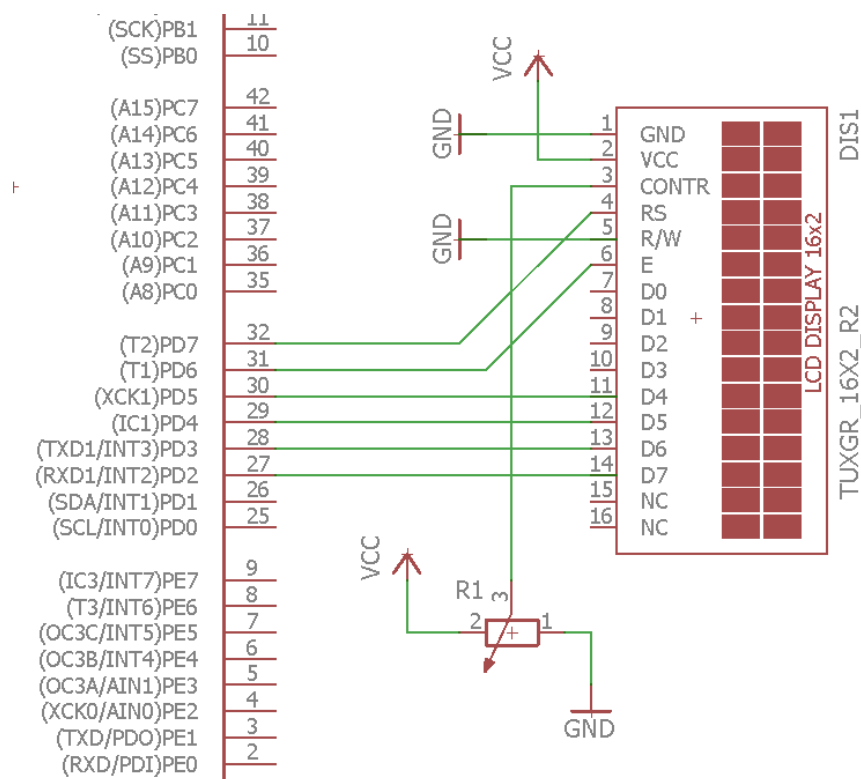 11
(SCK)PB1
10
(SS)PB0
42
(A15)PC7
41
(A14)PC6
40
(A13)PC5
39
(A12)PC4
38
(A11)PC3
37
(A10)PC2
36
(A9)PC1
35
(A8)PC0
32
(T2)PD7
31
(T1)PD6
30
(XCK1)PD5
29
(IC1)PD4
28
(TXD1/INT3)PD3
27
(RXD1/INT2)PD2
26
(SDA/INT1)PD1
25
(SCL/INT0)PD0
9
(IC3/INT7)PE7
8
(T3/INT6)PE6
7
(OC3C/INT5)PE5
6
(OC3B/INT4)PE4
5
(OC3A/AIN1)PE3
4
(XCK0/AIN0)PE2
3
(TXD/PDO)PE1
2
(RXD/PDI)PE0
VCC
GND
GND
1 GND
2 VCC
3 CONTR
4 RS
5 R/W
6 E
7 D0
8 D1
9 D2
10 D3
11 D4
12 D5
13 D6
14 D7
15 NC
16 NC
LCD DISPLAY 16x2
DIS1
TUXGR_16X2_R2
VCC
R1
3
2
1
GND